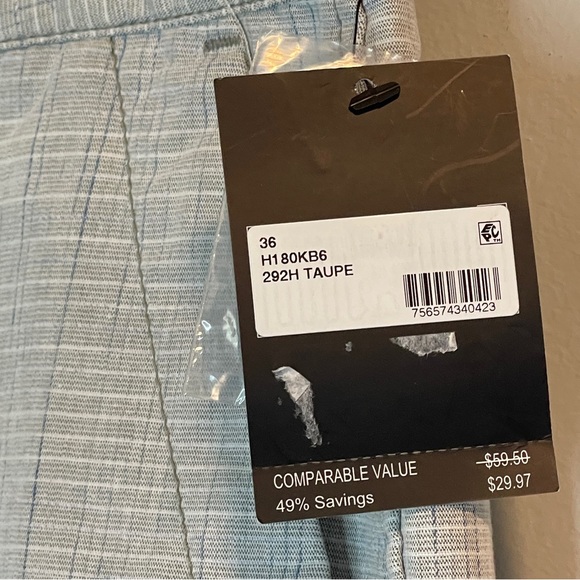 36
H180KB6
292H TAUPE
756574340423
COMPARABLE VALUE $59.50
49% Savings $29.97